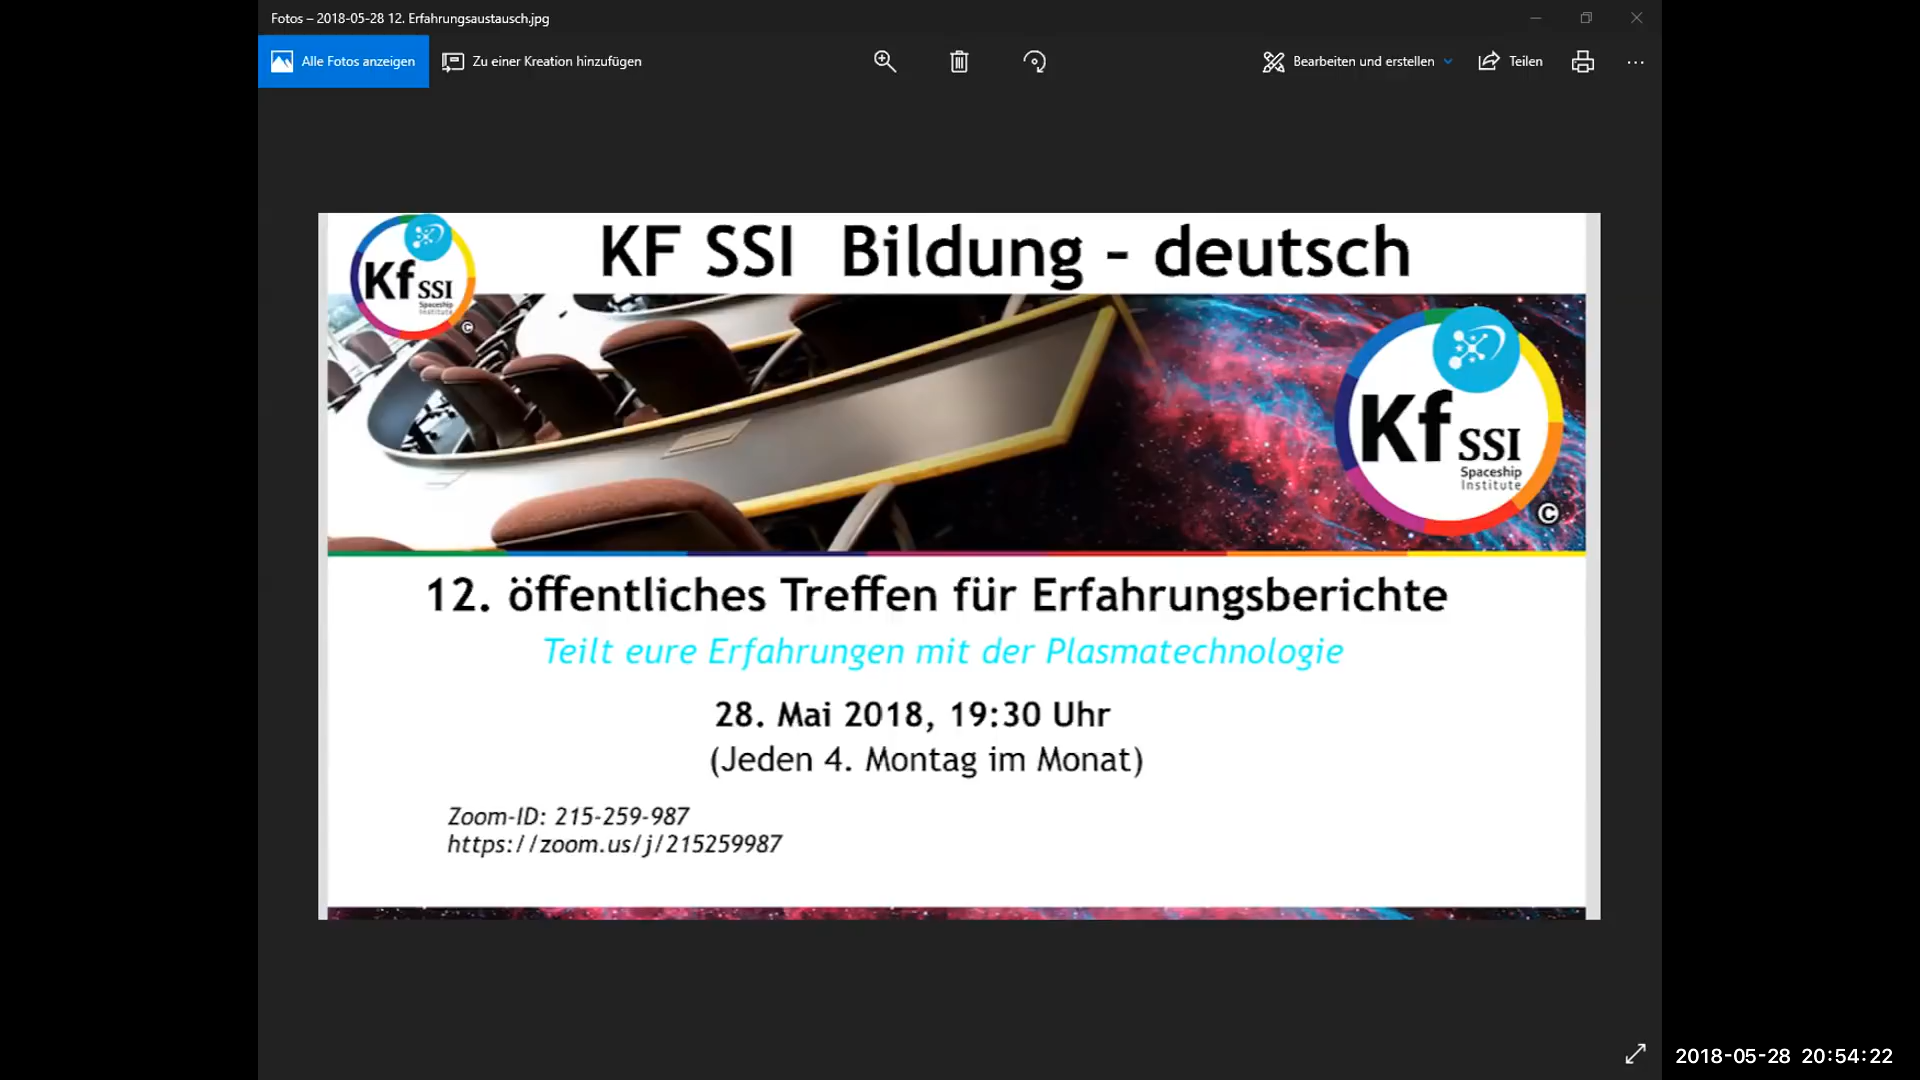 Fotos – 2018-05-28 12. Erfahrungsaustausch.jpg
Alle Fotos anzeigen
Zu einer Kreation hinzufügen
Bearbeiten und erstellen
Teilen
KF SSI Bildung - deutsch
Kf SSI
Spaceship
Institute
©
Kf SSI
Spaceship
Institute
©
12. öffentliches Treffen für Erfahrungsberichte
Teilt eure Erfahrungen mit der Plasmatechnologie
28. Mai 2018, 19:30 Uhr
(Jeden 4. Montag im Monat)
Zoom-ID: 215-259-987
https://zoom.us/j/215259987
2018-05-28 20:54:22